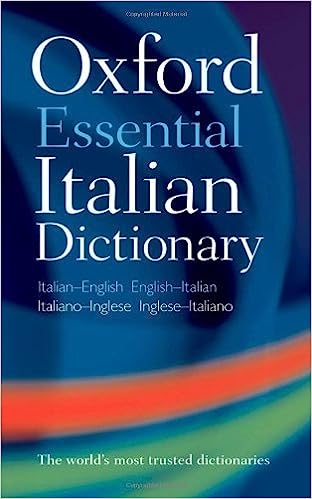 Oxford
Essential
Italian
Dictionary
Italian–English English–Italian
Italiano–Inglese Inglese–Italiano
The world's most trusted dictionaries